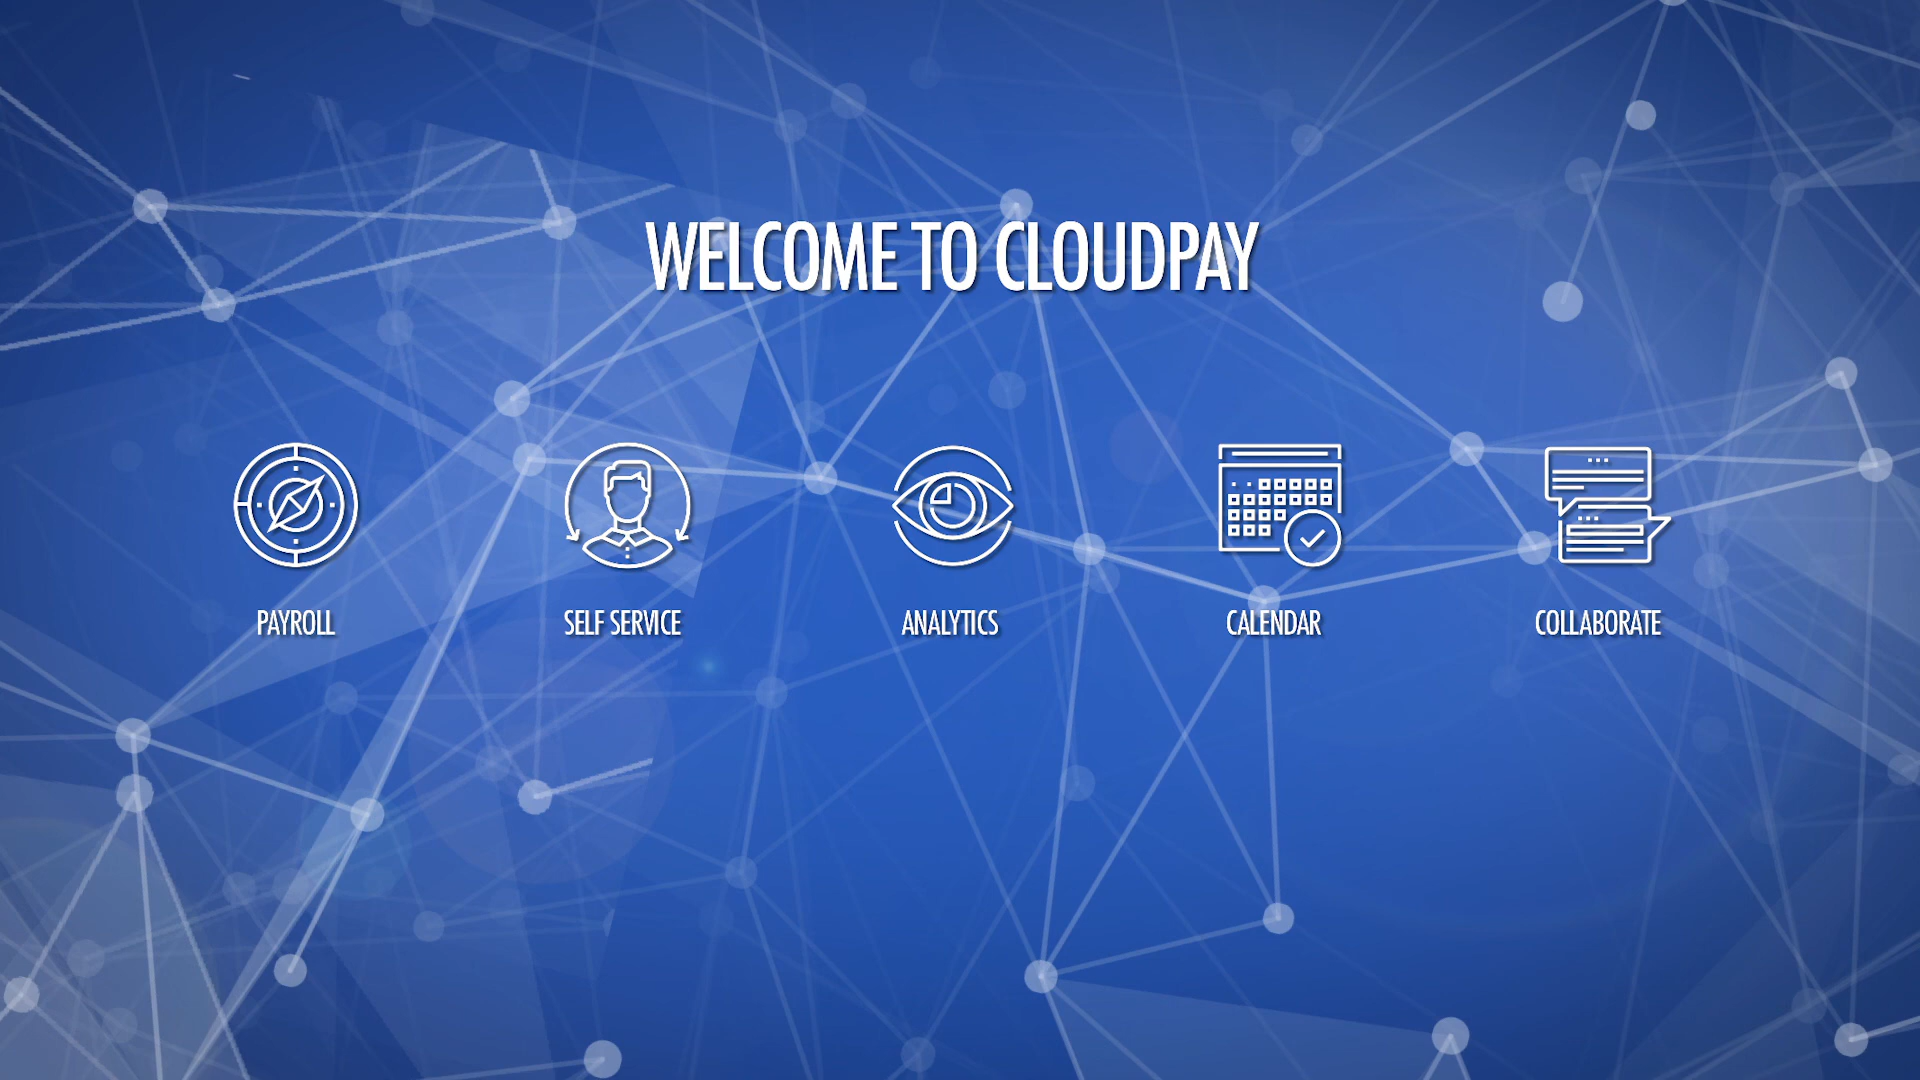 WELCOME TO CLOUDPAY
PAYROLL
SELF SERVICE
ANALYTICS
CALENDAR
COLLABORATE